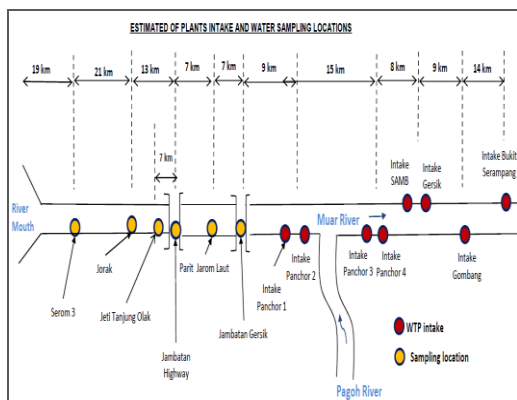 ESTIMATED OF PLANTS INTAKE AND WATER SAMPLING LOCATIONS
19 km
21 km
13 km
7 km
7 km
9 km
15 km
8 km
9 km
14 km
7 km
Intake
SAMB
Intake
Gersik
Intake Bukit
Serampang
River
Mouth
Muar River
Serom 3
Jorak
Jeti Tanjung Olak
Jambatan
Highway
Parit Jarom Laut
Jambatan Gersik
Intake
Panchor 1
Intake
Panchor 2
Intake
Panchor 3
Intake
Panchor 4
Intake
Gombang
WTP intake
Sampling location
Pagoh River